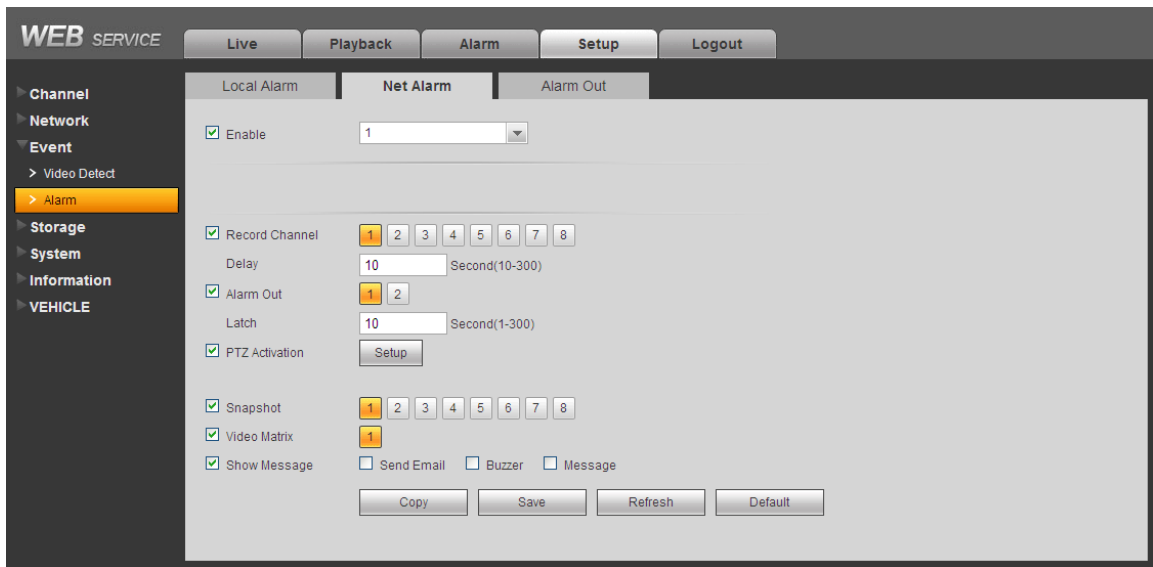 WEB SERVICE
Live Playback Alarm Setup Logout
Channel
Network
Event
> Video Detect
> Alarm
Storage
System
Information
VEHICLE
Local Alarm Net Alarm Alarm Out
Enable 1
Record Channel 1 2 3 4 5 6 7 8
Delay 10 Second(10-300)
Alarm Out 1 2
Latch 10 Second(1-300)
PTZ Activation Setup
Snapshot 1 2 3 4 5 6 7 8
Video Matrix 1
Show Message Send Email Buzzer Message
Copy Save Refresh Default